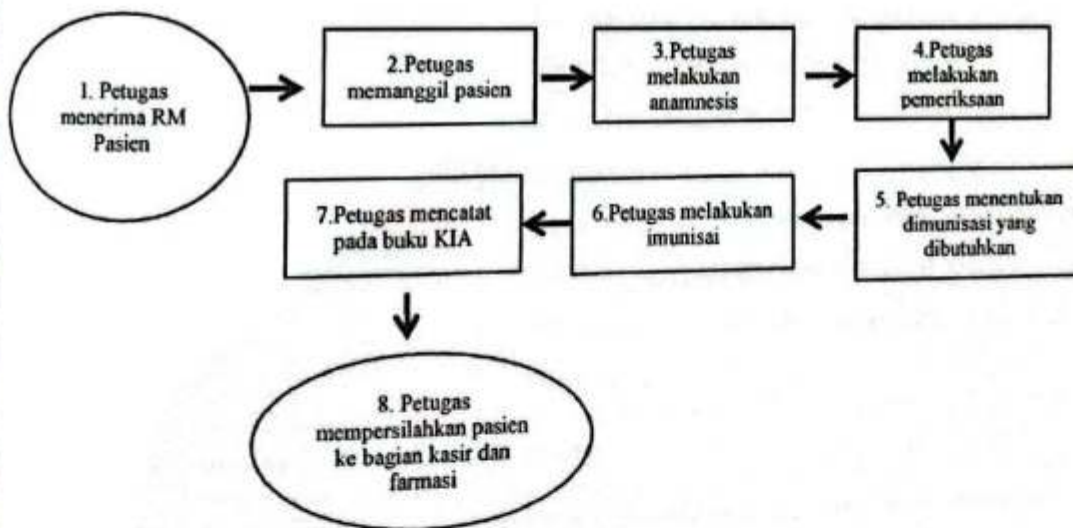 1. Petugas
menerima RM
Pasien
2.Petugas
memanggil pasien
3.Petugas
melakukan
anamnesis
4.Petugas
melakukan
pemeriksaan
5. Petugas menentukan
dimunisasi yang
dibutuhkan
6.Petugas melakukan
imunisai
7.Petugas mencatat
pada buku KIA
8. Petugas
mempersilahkan pasien
ke bagian kasir dan
farmasi